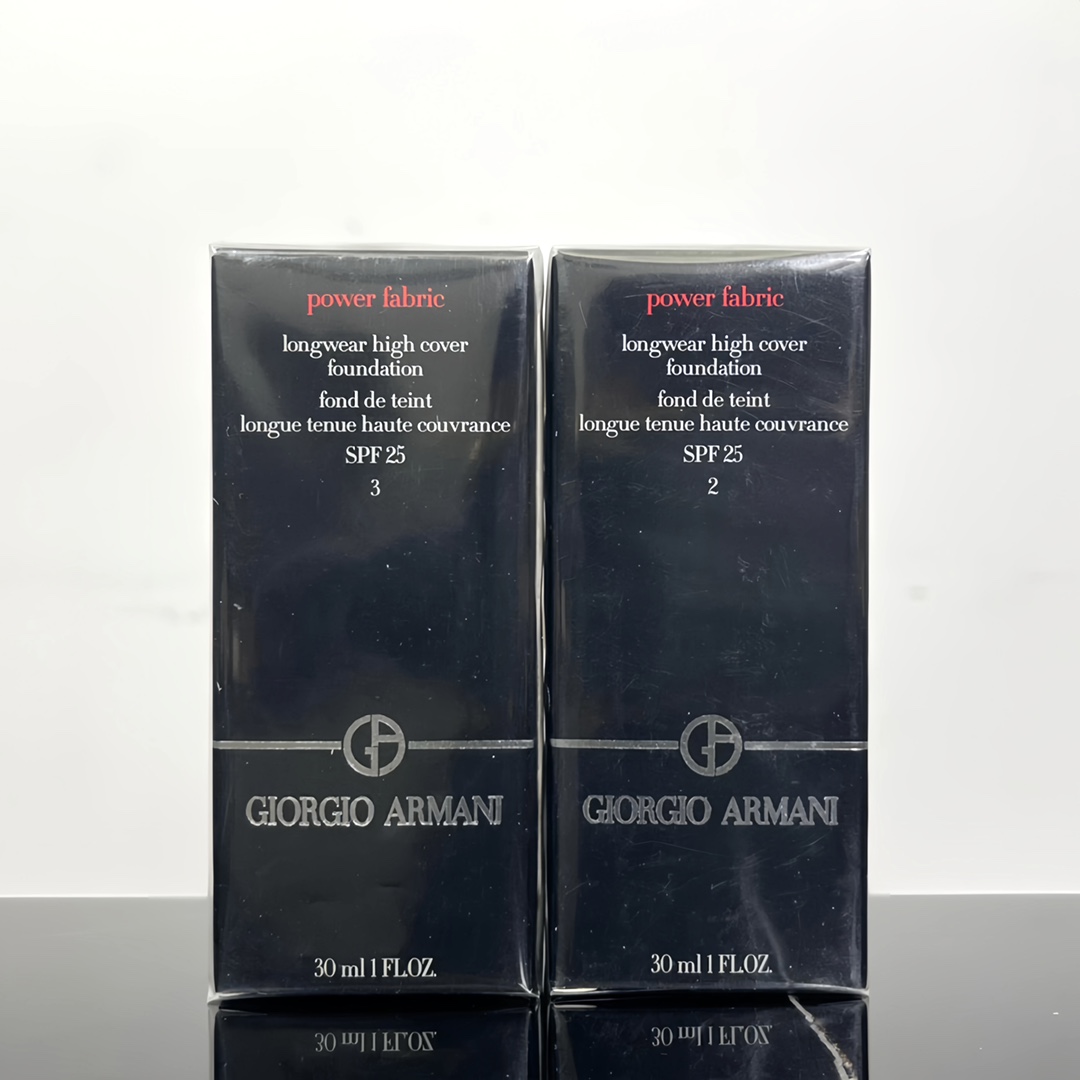 power fabric
longwear high cover
foundation
fond de teint
longue tenue haute couvrance
SPF 25
3
GA
GIORGIO ARMANI
30 ml 1 FL.OZ.
power fabric
longwear high cover
foundation
fond de teint
longue tenue haute couvrance
SPF 25
2
GA
GIORGIO ARMANI
30 ml 1 FL.OZ.